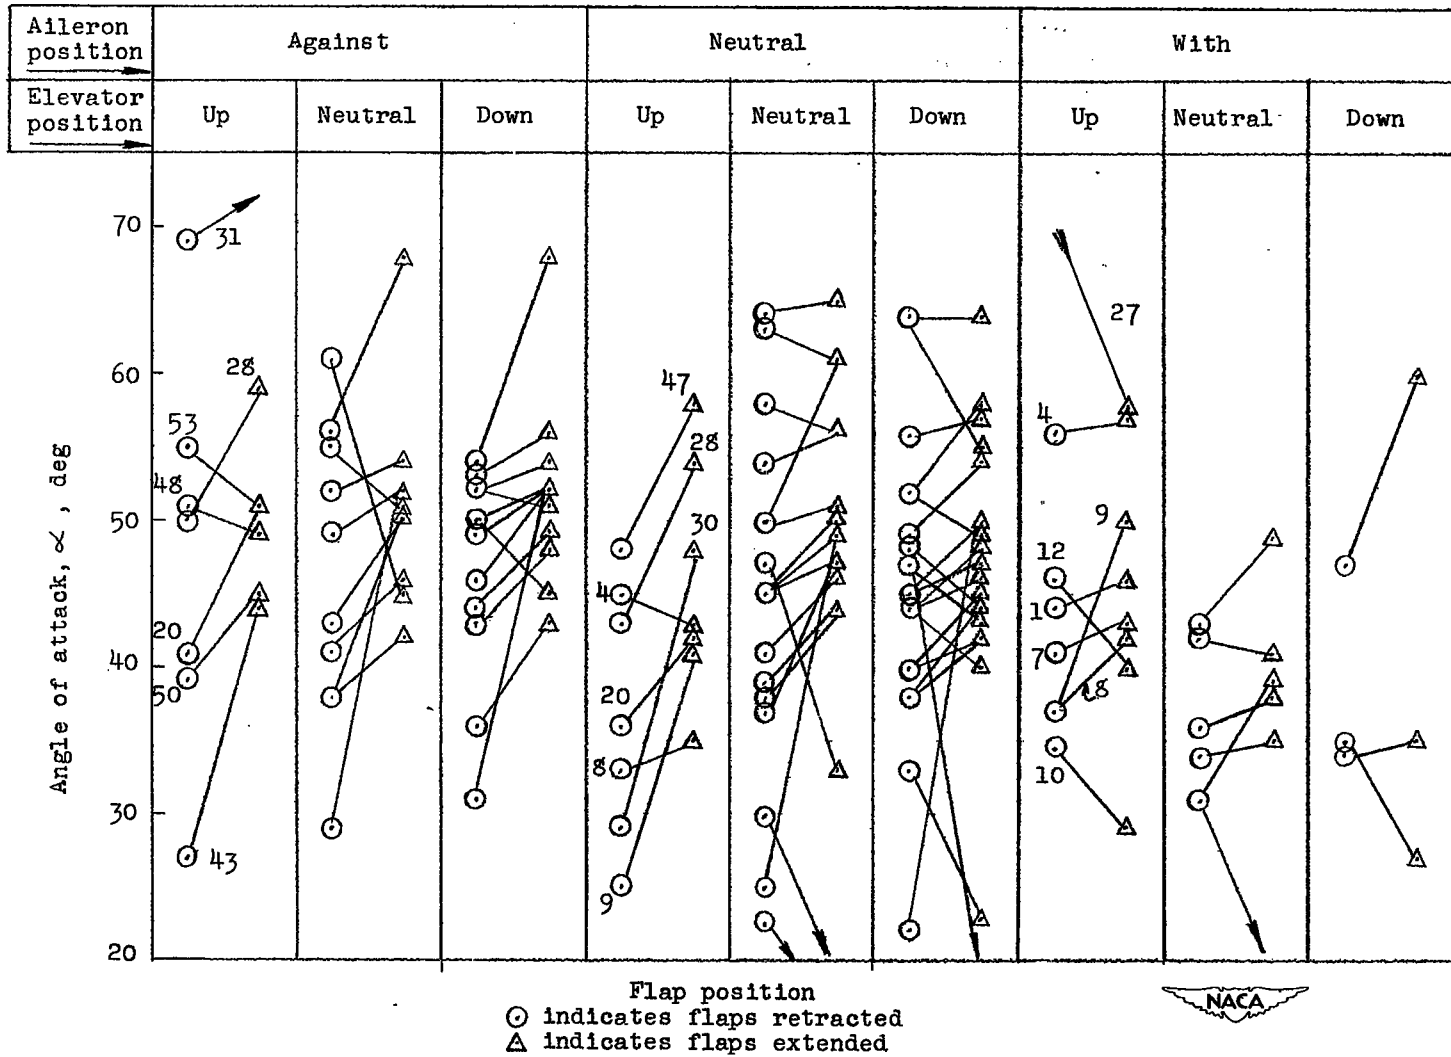 Aileron position
Against
Neutral
With
Elevator position
Up
Neutral
Down
Up
Neutral
Down
Up
Neutral
Down
Angle of attack, α, deg
70
60
50
40
30
20
31
28
53
48
20
50
43
47
28
30
4
20
8
9
27
4
9
12
1
7
18
10
Flap position
⊙ indicates flaps retracted
△ indicates flaps extended
NACA